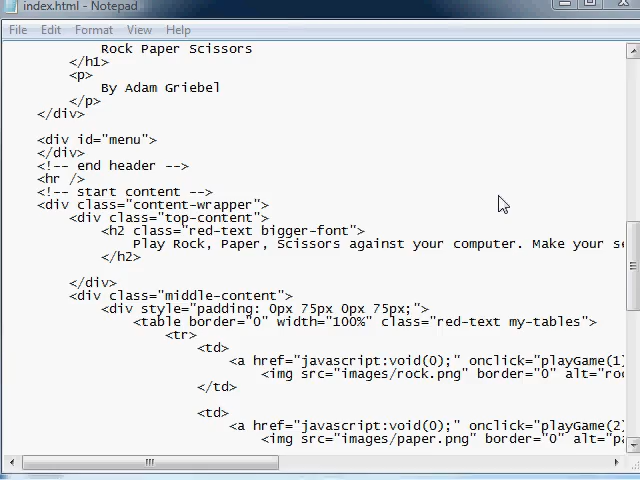 index.html - Notepad
File Edit Format View Help
Rock Paper Scissors
</h1>
<p>
By Adam Griebel
</p>
</div>
<div id="menu">
</div>
<!-- end header -->
<hr />
<!-- start content -->
<div class="content-wrapper">
<div class="top-content">
<h2 class="red-text bigger-font">
Play Rock, Paper, Scissors against your computer. Make your se
</h2>
</div>
<div class="middle-content">
<div style="padding: 0px 75px 0px 75px;">
<table border="0" width="100%" class="red-text my-tables">
<tr>
<td>
<a href="javascript:void(0);" onclick="playGame(1)
<img src="images/rock.png" border="0" alt="roc
</td>
<td>
<a href="javascript:void(0);" onclick="playGame(2)
<img src="images/paper.png" border="0" alt="pa